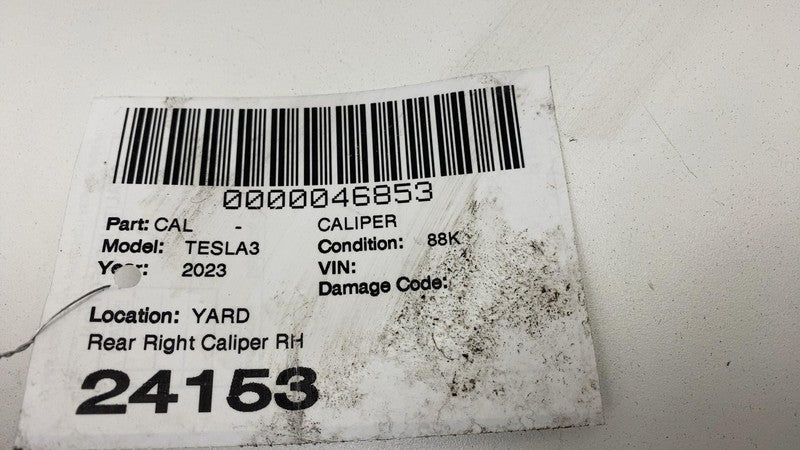 0000046853
Part: CAL - CALIPER
Model: TESLA3 Condition: 88K
Year: 2023 VIN:
Damage Code:
Location: YARD
Rear Right Caliper RH
24153